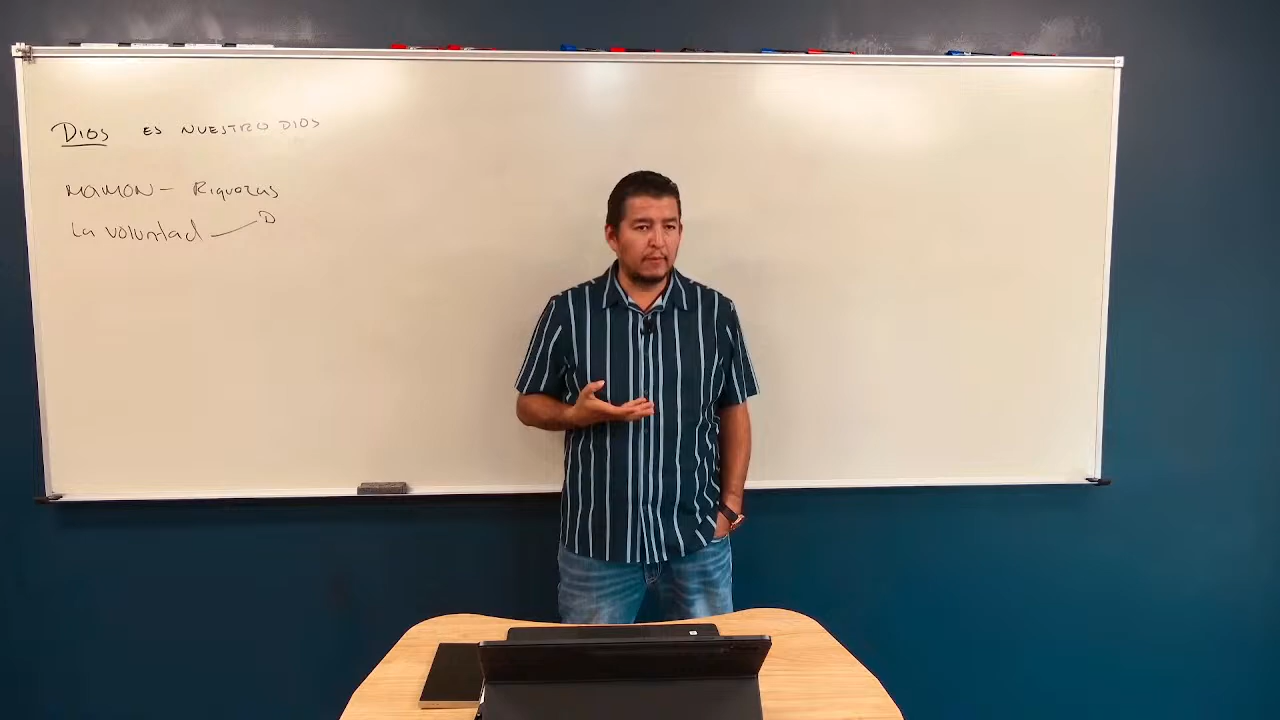 Dios ES NUESTRO DIOS
MAMON - Riquezas
La voluntad — D